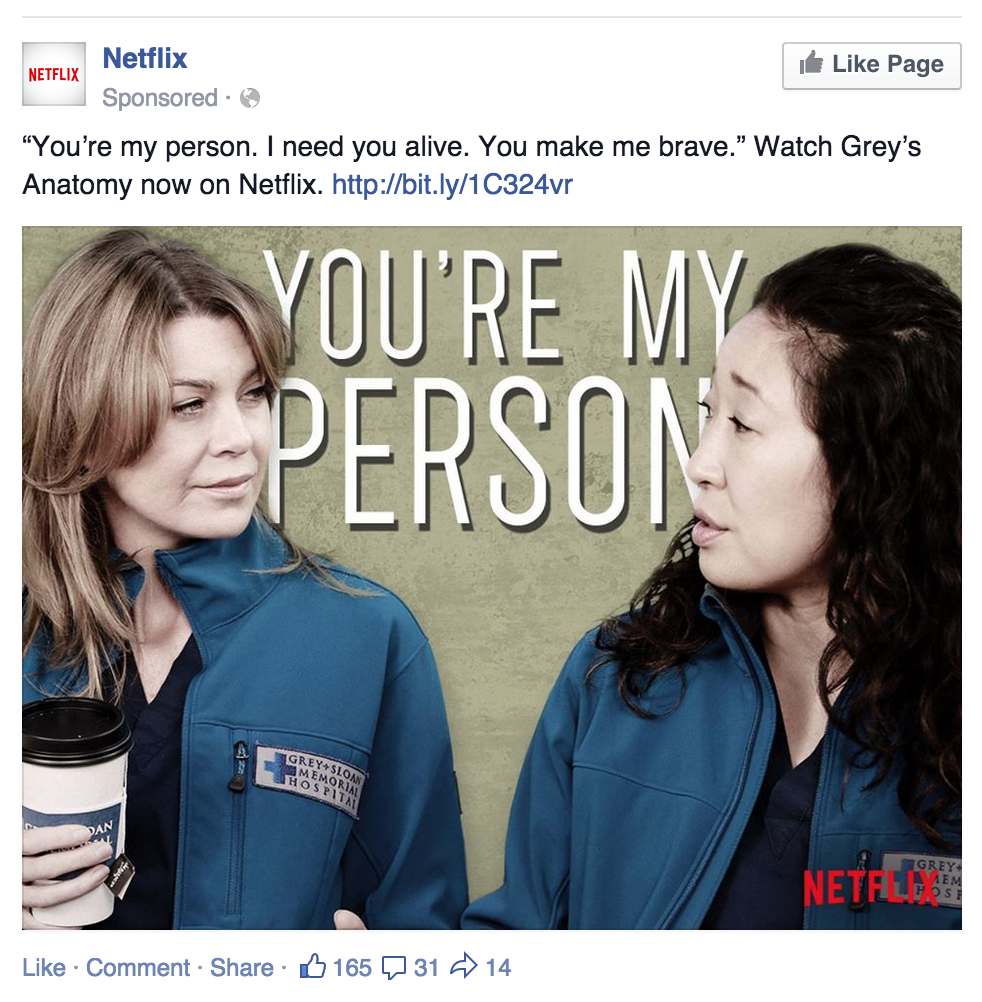 NETFLIX
Netflix
Like Page
Sponsored ·
“You’re my person. I need you alive. You make me brave.” Watch Grey’s
Anatomy now on Netflix. http://bit.ly/1C324vr
YOU'RE MY
PERSON
GREY+SLOAN
MEMORIAL
HOSPITAL
GREY+
NETFLIX
Like · Comment · Share · 165 31 14